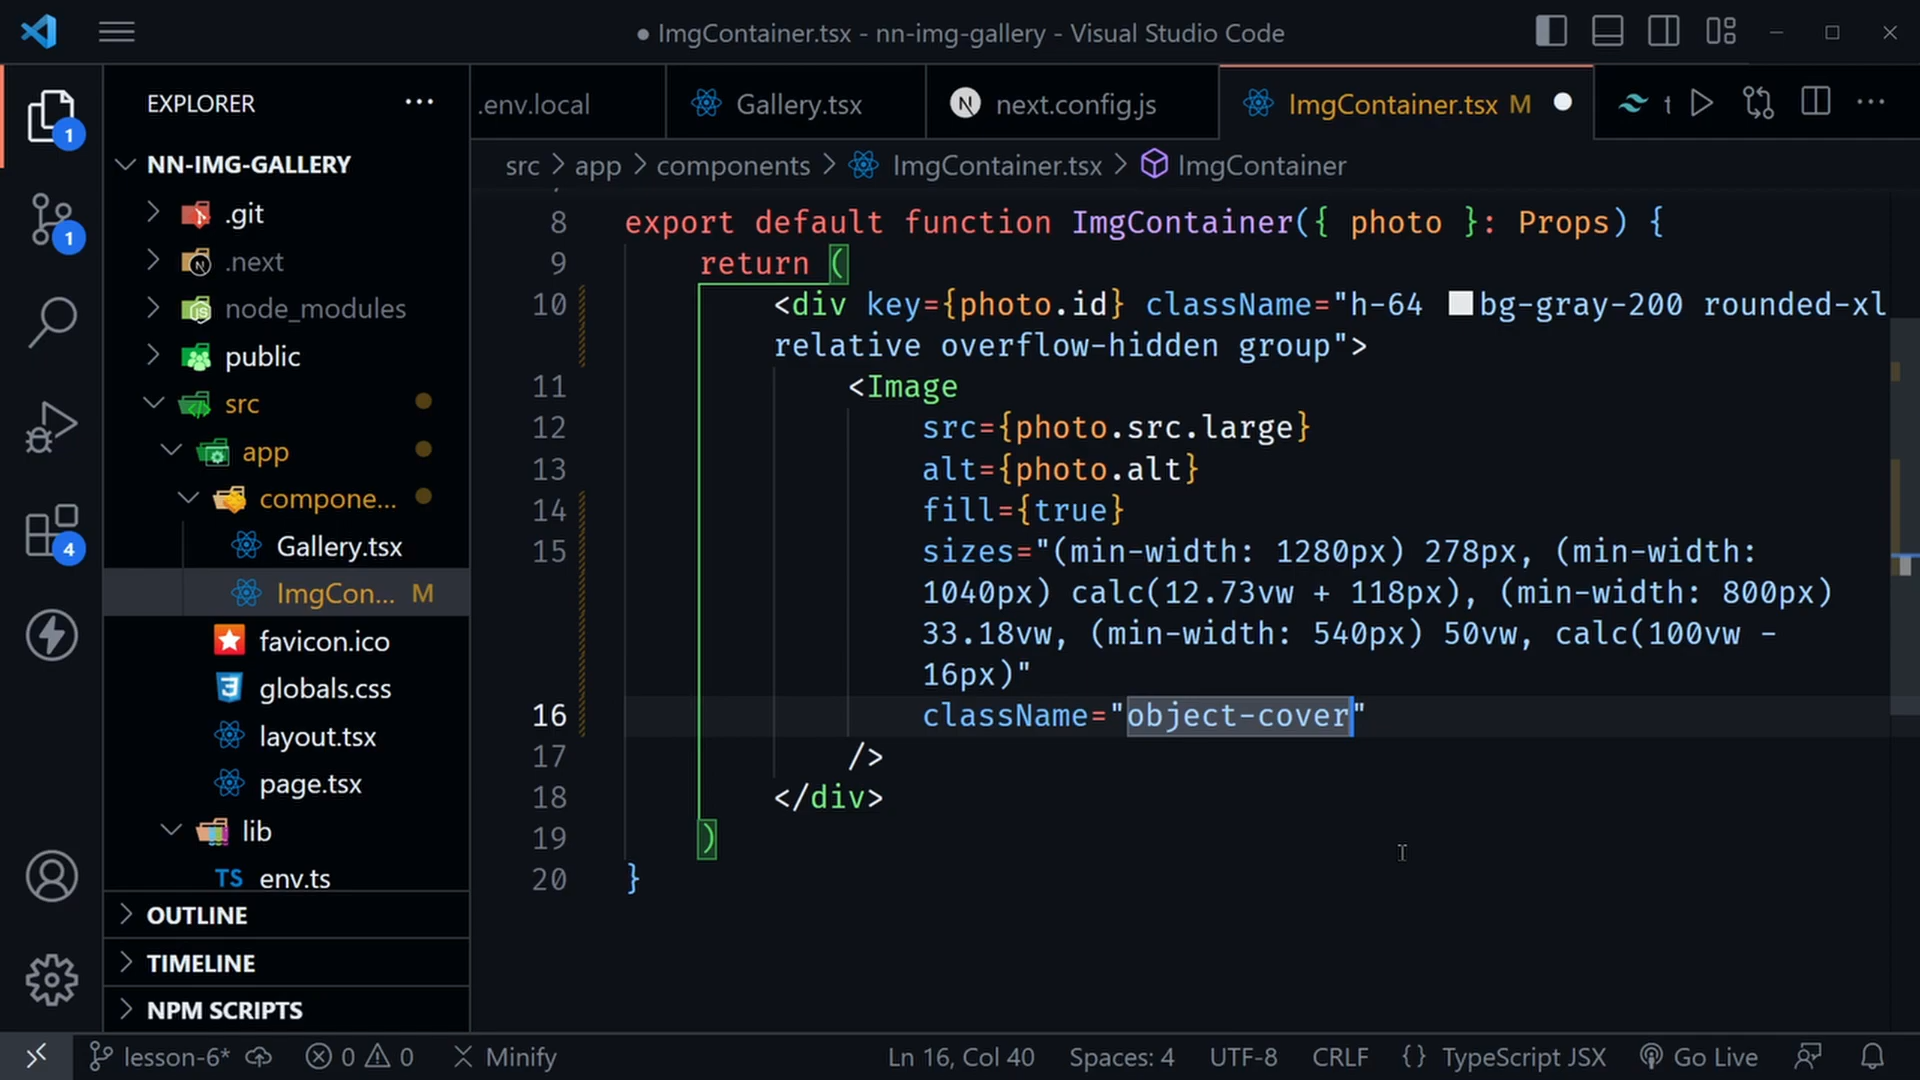 ● ImgContainer.tsx - nn-img-gallery - Visual Studio Code
EXPLORER
.env.local
Gallery.tsx
next.config.js
ImgContainer.tsx M
t
1
NN-IMG-GALLERY
src > app > components > ImgContainer.tsx > ImgContainer
.git
.next
node_modules
public
src
app
compone...
Gallery.tsx
ImgCon... M
favicon.ico
globals.css
layout.tsx
page.tsx
lib
TS env.ts
OUTLINE
TIMELINE
NPM SCRIPTS
1
4
8 export default function ImgContainer({ photo }: Props) {
9 return (
10 <div key={photo.id} className="h-64 bg-gray-200 rounded-xl
relative overflow-hidden group">
11 <Image
12 src={photo.src.large}
13 alt={photo.alt}
14 fill={true}
15 sizes="(min-width: 1280px) 278px, (min-width:
1040px) calc(12.73vw + 118px), (min-width: 800px)
33.18vw, (min-width: 540px) 50vw, calc(100vw -
16px)"
16 className="object-cover"
17 />
18 </div>
19 )
20 }
lesson-6* 0 0 Minify Ln 16, Col 40 Spaces: 4 UTF-8 CRLF {} TypeScript JSX Go Live